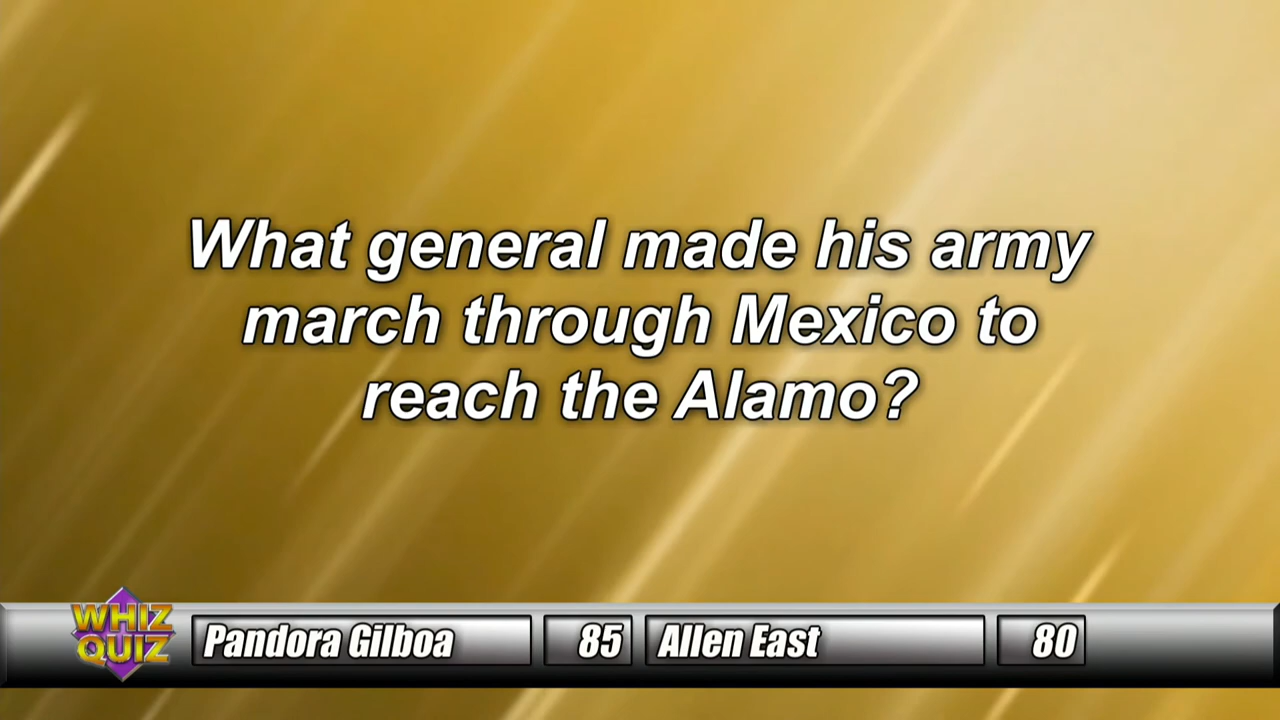 What general made his army
march through Mexico to
reach the Alamo?
WHIZ
QUIZ
Pandora Gilboa 85 Allen East 80